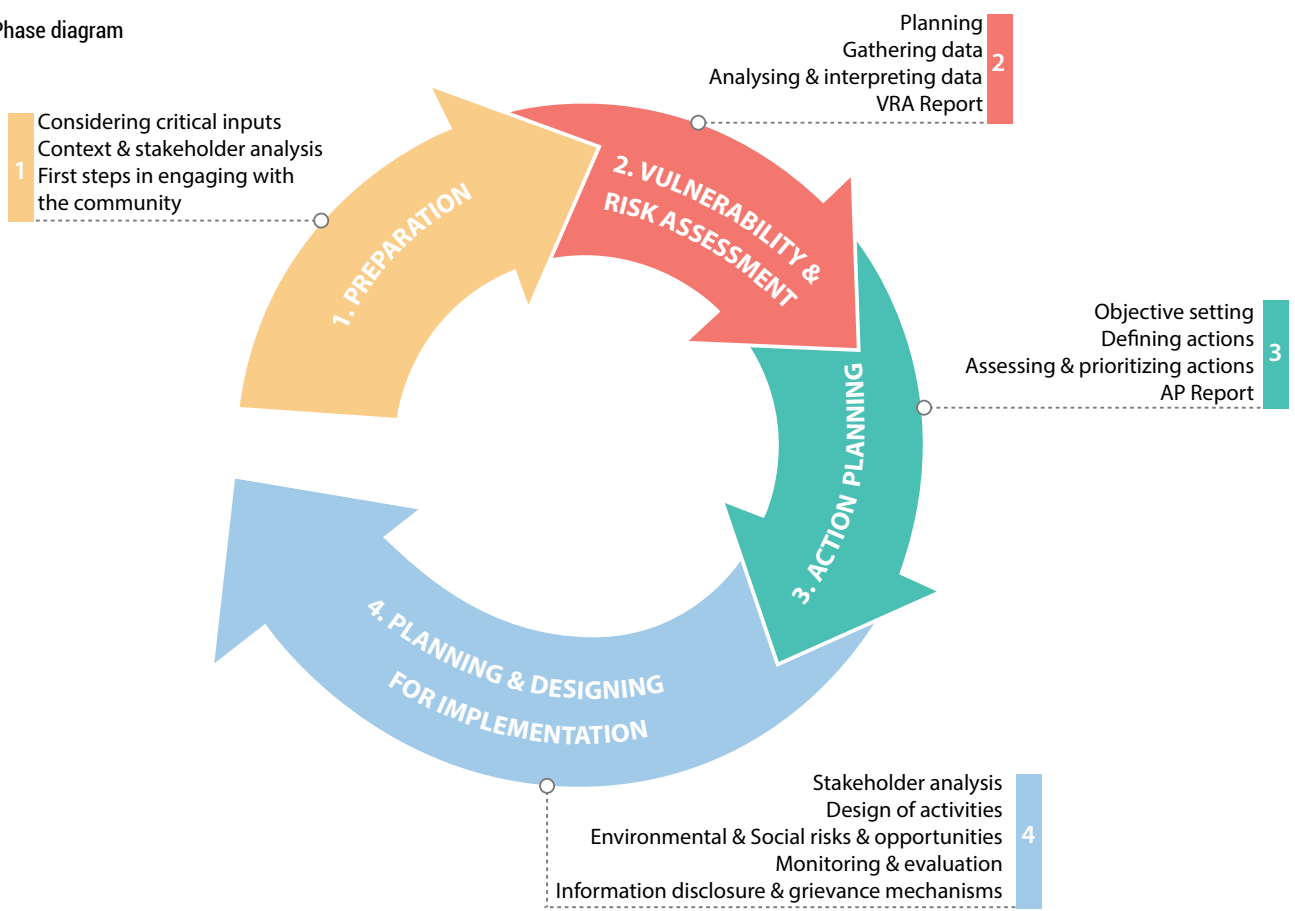 Phase diagram
1
Considering critical inputs
Context & stakeholder analysis
First steps in engaging with
the community
Planning
Gathering data
Analysing & interpreting data
VRA Report
2
1. PREPARATION
2. VULNERABILITY &
RISK ASSESSMENT
Objective setting
Defining actions
Assessing & prioritizing actions
AP Report
3
3. ACTION PLANNING
4. PLANNING & DESIGNING
FOR IMPLEMENTATION
Stakeholder analysis
Design of activities
Environmental & Social risks & opportunities
Monitoring & evaluation
Information disclosure & grievance mechanisms
4